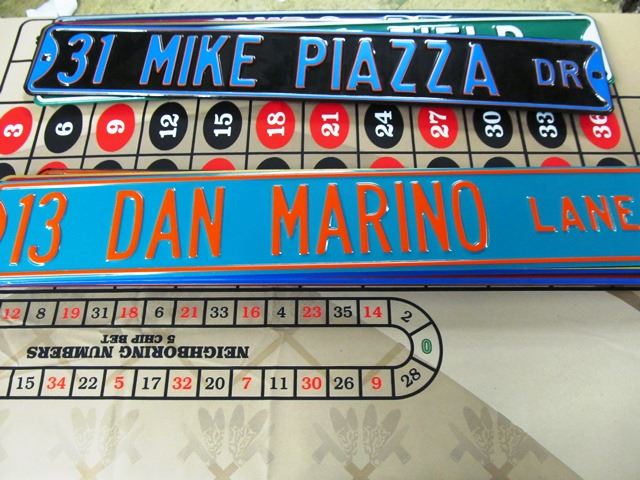 FIELD
31 MIKE PIAZZA DR
3 6 9 12 15 18 21 24 27 30 33 36
13 DAN MARINO LANE
12 8 19 31 18 6 21 33 16 4 23 35 14 2
0
NEIGHBORING NUMBERS
5 CHIP BET
15 34 22 5 17 32 20 7 11 30 26 9 28